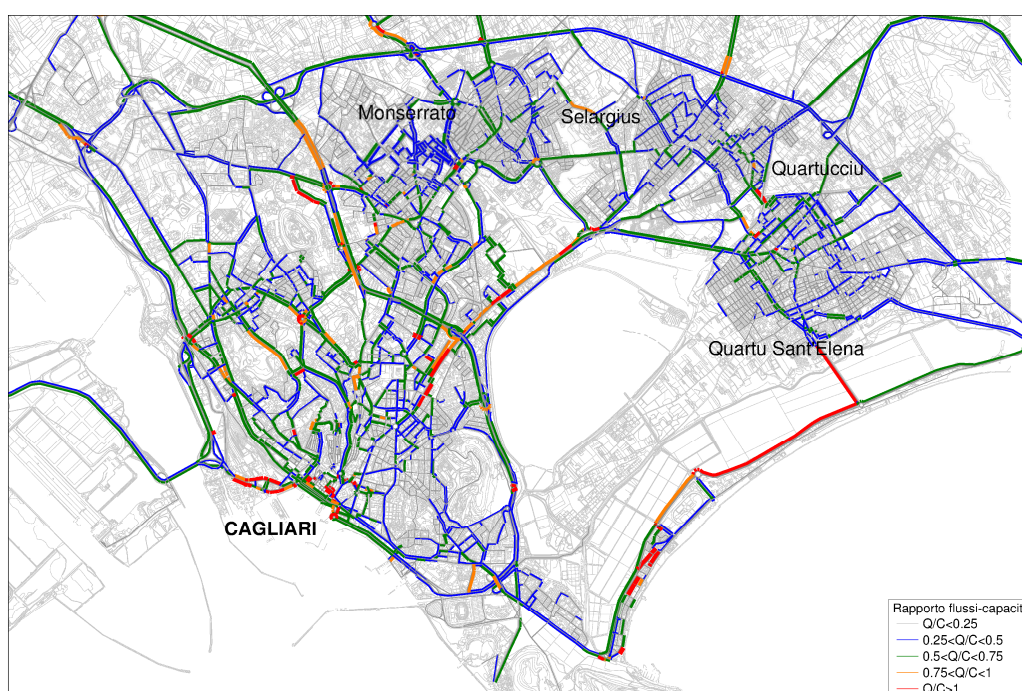 Monserrato
Selargius
Quartucciu
Quartu Sant'Elena
CAGLIARI
Rapporto flussi-capacit
Q/C<0.25
0.25<Q/C<0.5
0.5<Q/C<0.75
0.75<Q/C<1
Q/C>1